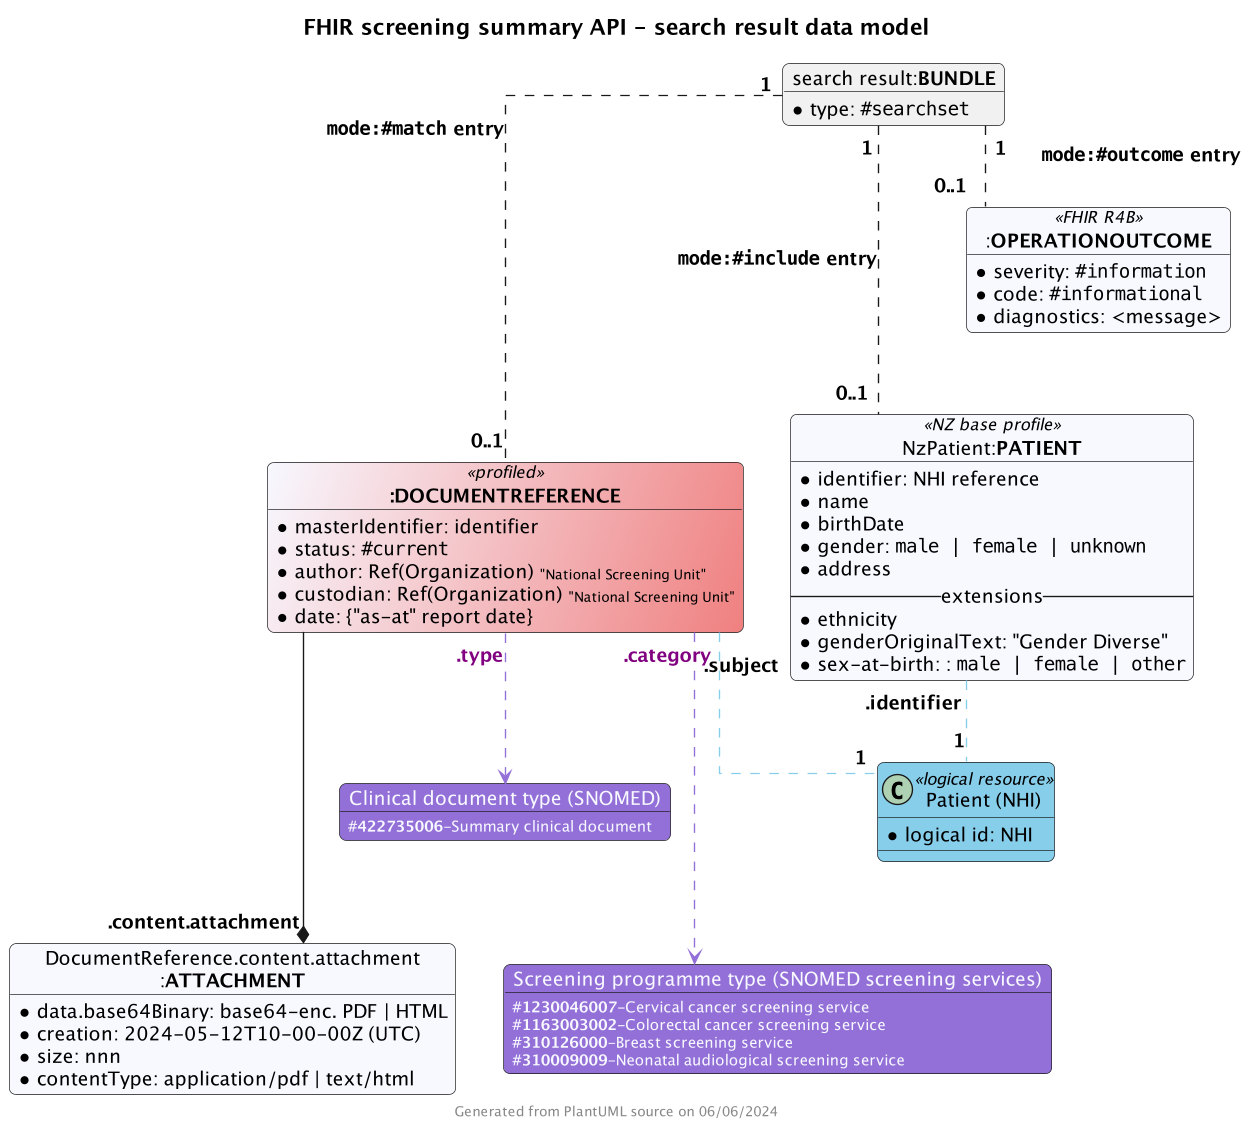 FHIR screening summary API - search result data model
search result:BUNDLE
• type: #searchset
1
mode:#match entry
0..1
1
mode:#include entry
0..1
1
mode:#outcome entry
0..1
«FHIR R4B»
:OPERATIONOUTCOME
• severity: #information
• code: #informational
• diagnostics: <message>
«NZ base profile»
NzPatient:PATIENT
• identifier: NHI reference
• name
• birthDate
• gender: male | female | unknown
• address
extensions
• ethnicity
• genderOriginalText: "Gender Diverse"
• sex-at-birth: : male | female | other
«profiled»
:DOCUMENTREFERENCE
• masterIdentifier: identifier
• status: #current
• author: Ref(Organization) "National Screening Unit"
• custodian: Ref(Organization) "National Screening Unit"
• date: {"as-at" report date}
.type
.category
.subject
1
.identifier
1
C
«logical resource»
Patient (NHI)
• logical id: NHI
Clinical document type (SNOMED)
#422735006-Summary clinical document
.content.attachment
DocumentReference.content.attachment
:ATTACHMENT
• data.base64Binary: base64-enc. PDF | HTML
• creation: 2024-05-12T10-00-00Z (UTC)
• size: nnn
• contentType: application/pdf | text/html
Screening programme type (SNOMED screening services)
#1230046007-Cervical cancer screening service
#1163003002-Colorectal cancer screening service
#310126000-Breast screening service
#310009009-Neonatal audiological screening service
Generated from PlantUML source on 06/06/2024